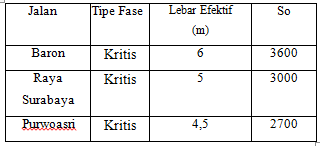 Jalan Tipe Fase Lebar Efektif So
(m)
Baron Kritis 6 3600
Raya Kritis 5 3000
Surabaya
Purwoasri Kritis 4,5 2700